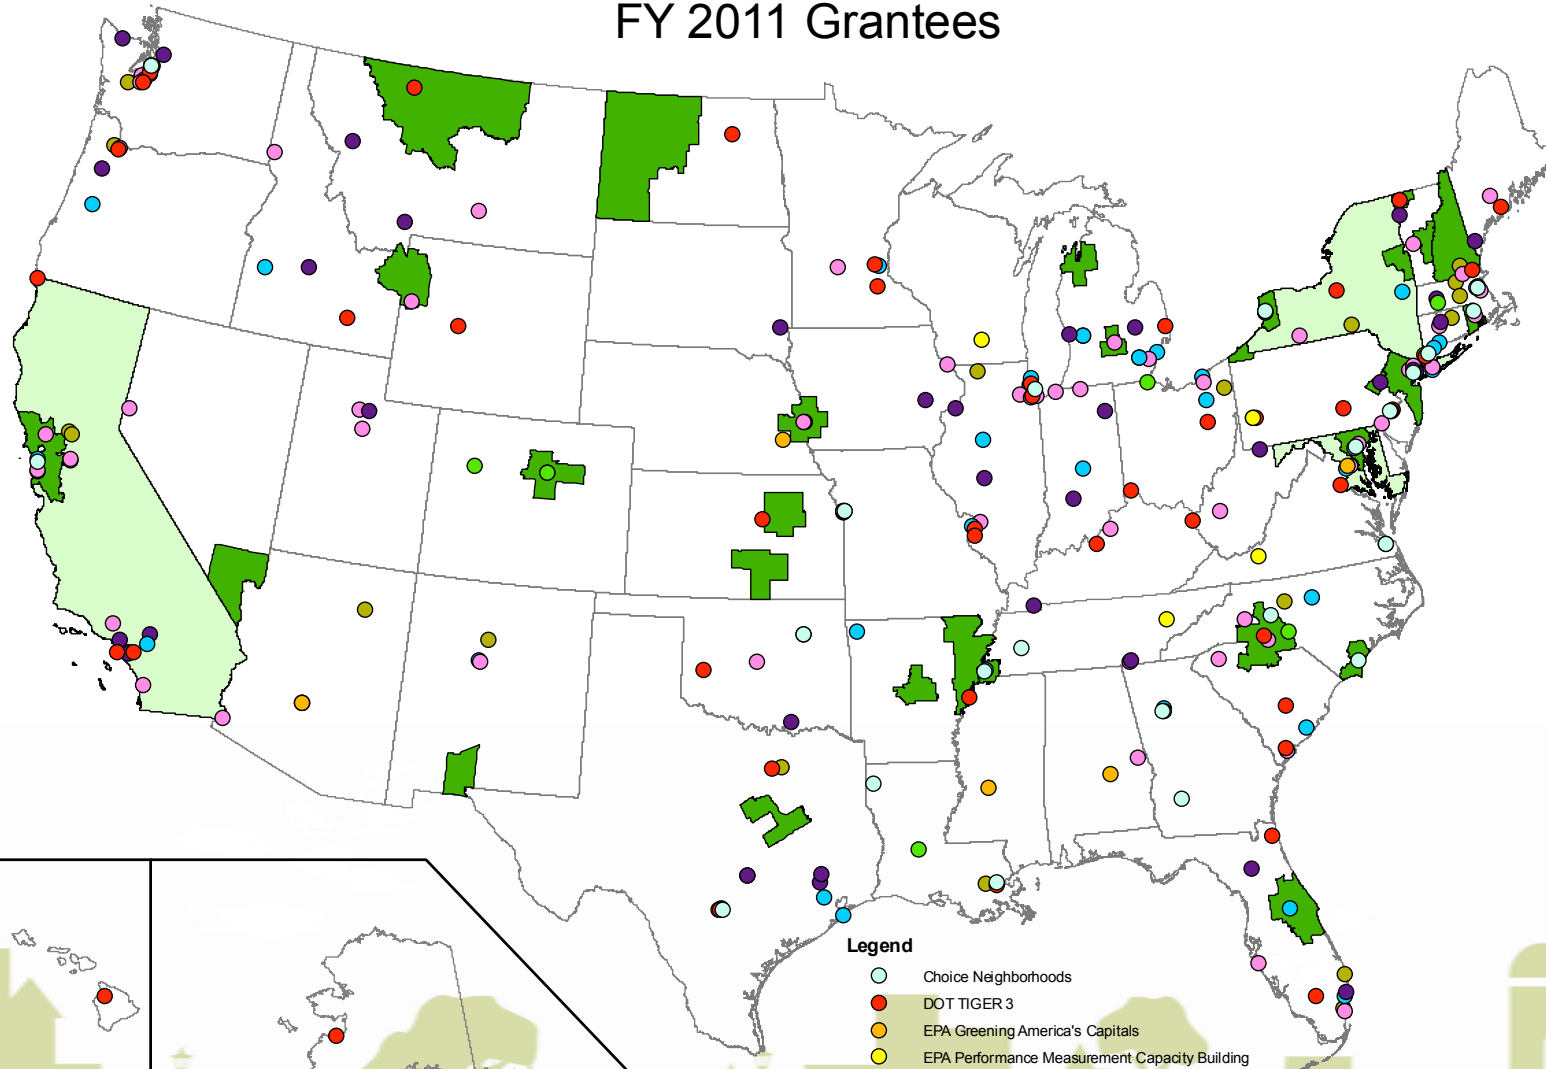 FY 2011 Grantees
Legend
Choice Neighborhoods
DOT TIGER 3
EPA Greening America's Capitals
EPA Performance Measurement Capacity Building